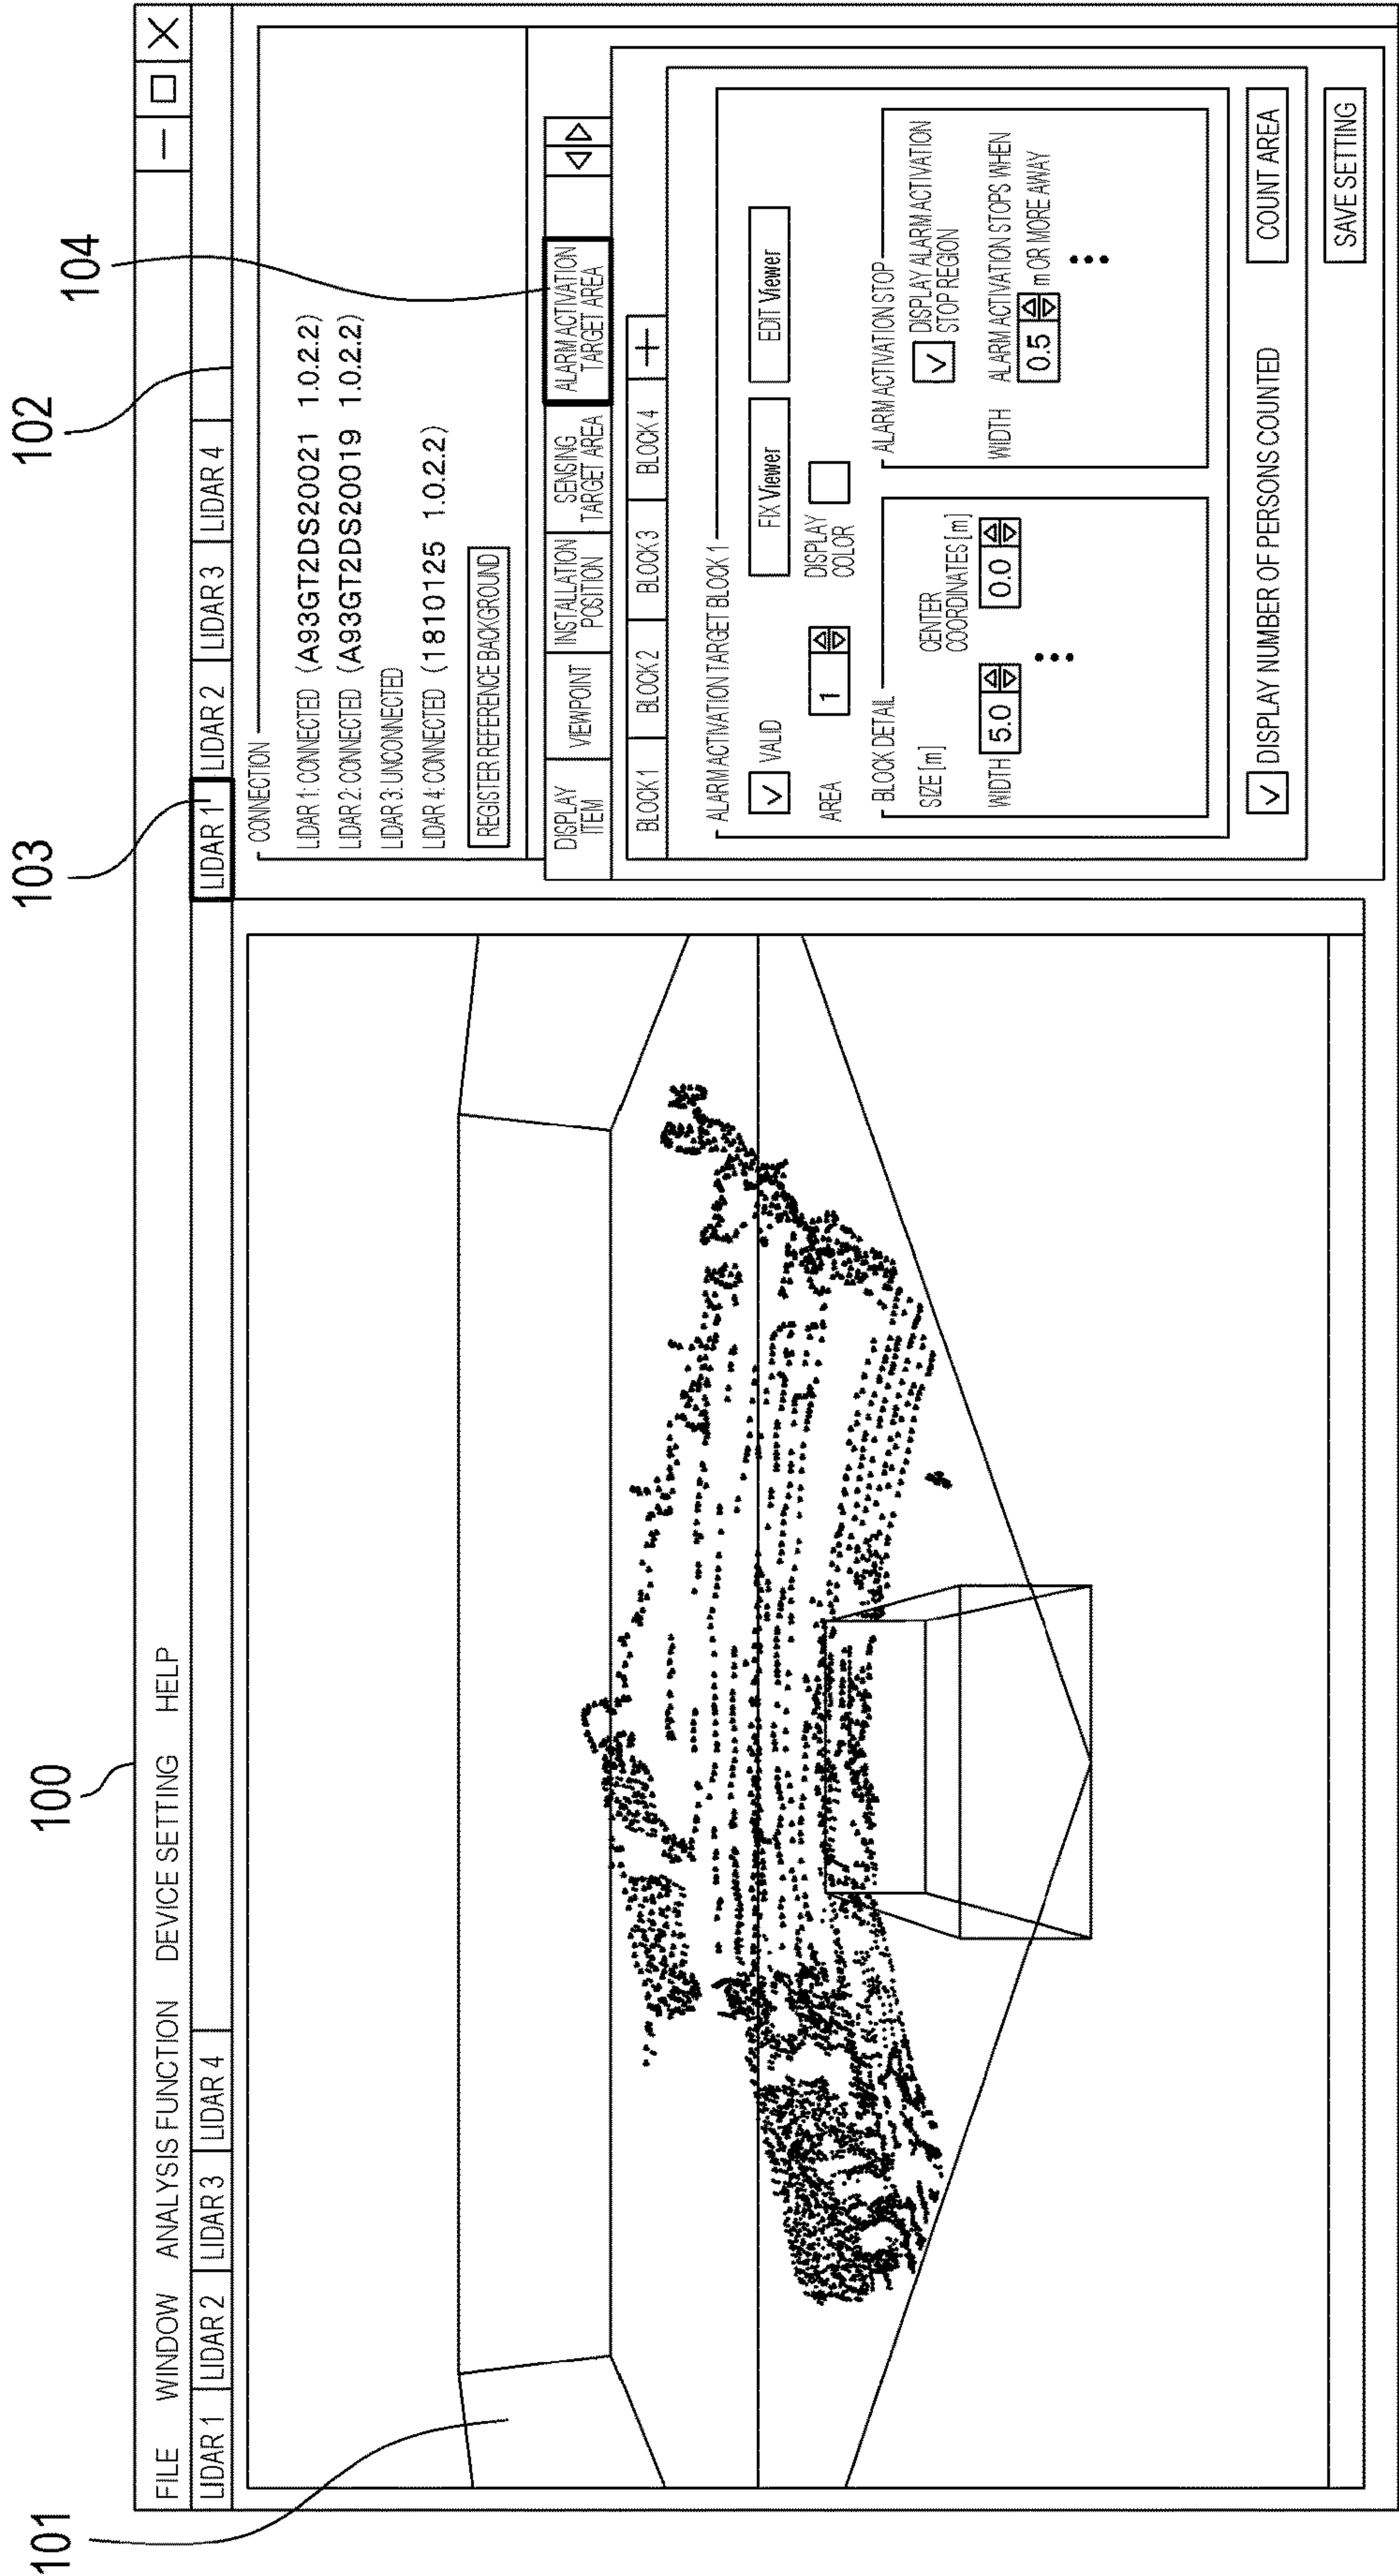 100
101
102
103
104
FILE WINDOW ANALYSIS FUNCTION DEVICE SETTING HELP
LIDAR 1 LIDAR 2 LIDAR 3 LIDAR 4
LIDAR 1 LIDAR 2 LIDAR 3 LIDAR 4
CONNECTION
LIDAR 1: CONNECTED (A93GT2DS20021 1.0.2.2)
LIDAR 2: CONNECTED (A93GT2DS20019 1.0.2.2)
LIDAR 3: UNCONNECTED
LIDAR 4: CONNECTED (1810125 1.0.2.2)
REGISTER REFERENCE BACKGROUND
DISPLAY
ITEM
VIEWPOINT
INSTALLATION
POSITION
SENSING
TARGET AREA
ALARM ACTIVATION
TARGET AREA
BLOCK 1 BLOCK 2 BLOCK 3 BLOCK 4 +
ALARM ACTIVATION TARGET BLOCK 1
VALID
FIX Viewer
EDIT Viewer
AREA 1
DISPLAY
COLOR
BLOOK DETAIL
SIZE [m]
CENTER
COORDINATES [m]
WIDTH 5.0 0.0
ALARM ACTIVATION STOP
DISPLAY ALARM ACTIVATION
STOP REGION
WIDTH ALARM ACTIVATION STOPS WHEN
0.5 m OR MORE AWAY
DISPLAY NUMBER OF PERSONS COUNTED
COUNT AREA
SAVE SETTING